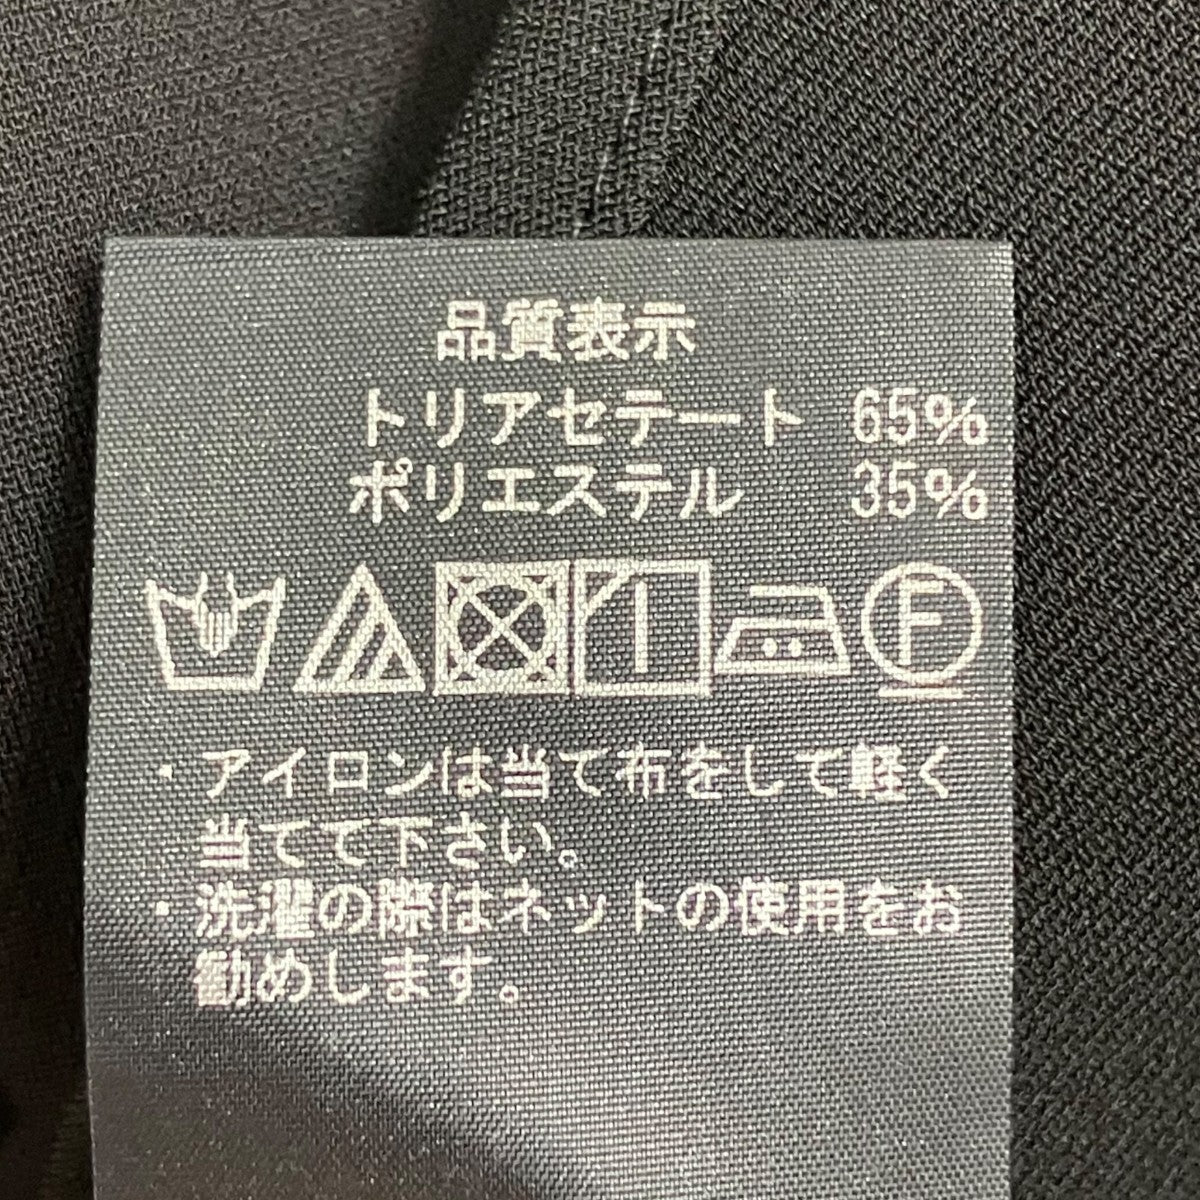 品質表示
トリアセテート 65%
ポリエステル 35%
F
・アイロンは当て布をして軽く
当てて下さい。
・洗濯の際はネットの使用をお
勧めします。